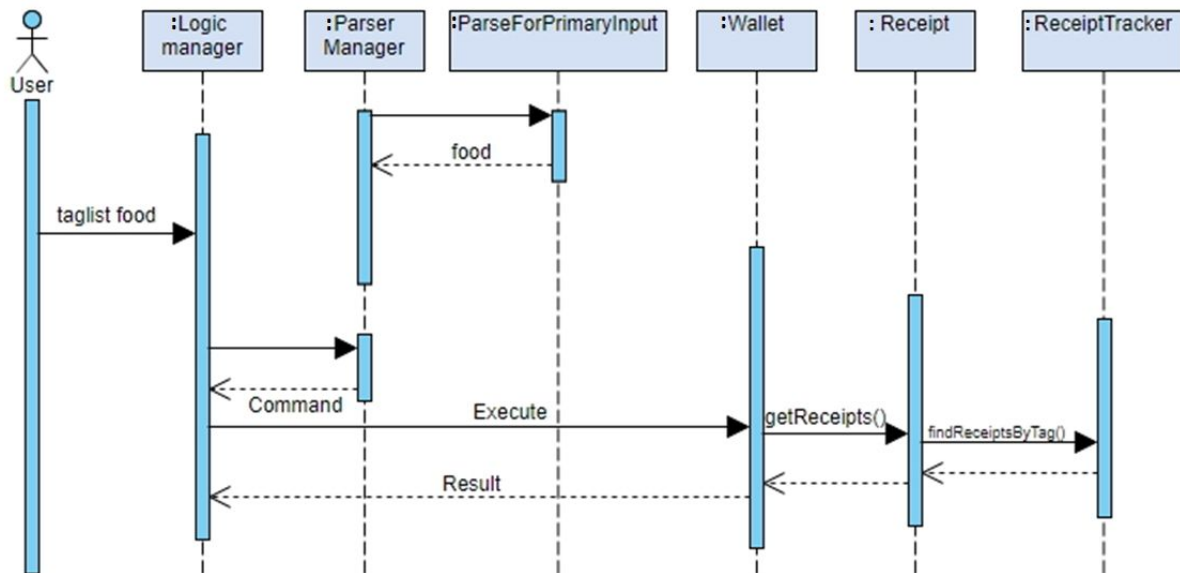 :Logic
manager
:Parser
Manager
:ParseForPrimaryInput
:Wallet
: Receipt
: ReceiptTracker
User
food
taglist food
Command
Execute
getReceipts()
findReceiptsByTag()
Result